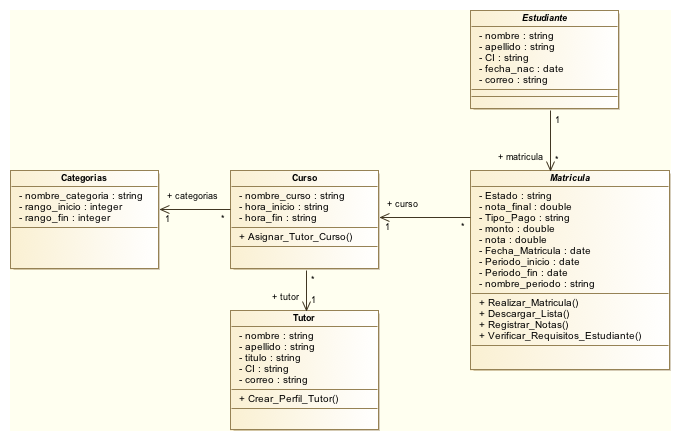 Estudiante
- nombre : string
- apellido : string
- CI : string
- fecha_nac : date
- correo : string
1
+ matricula
*
Categorias
- nombre_categoria : string
- rango_inicio : integer
- rango_fin : integer
+ categorias
1
*
Curso
- nombre_curso : string
- hora_inicio : string
- hora_fin : string
+ Asignar_Tutor_Curso()
+ curso
1
*
Matricula
- Estado : string
- nota_final : double
- Tipo_Pago : string
- monto : double
- nota : double
- Fecha_Matricula : date
- Periodo_inicio : date
- Periodo_fin : date
- nombre_periodo : string
+ Realizar_Matricula()
+ Descargar_Lista()
+ Registrar_Notas()
+ Verificar_Requisitos_Estudiante()
*
+ tutor
1
Tutor
- nombre : string
- apellido : string
- titulo : string
- CI : string
- correo : string
+ Crear_Perfil_Tutor()